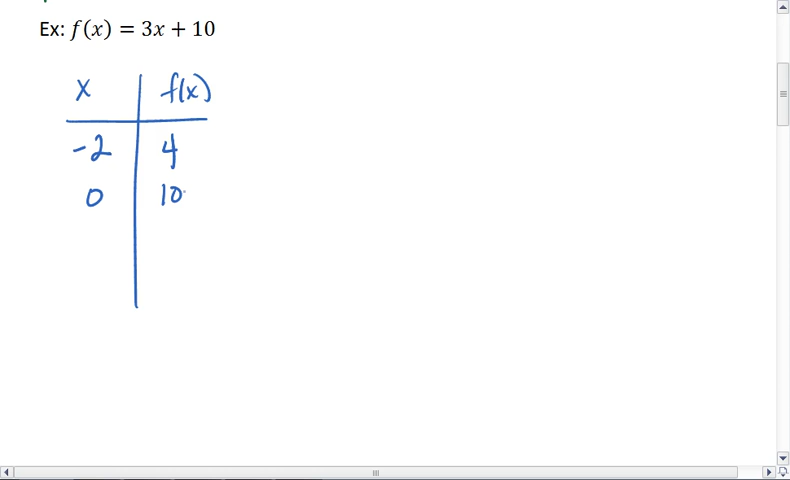 Ex: f(x) = 3x + 10
x f(x)
-2 4
0 10